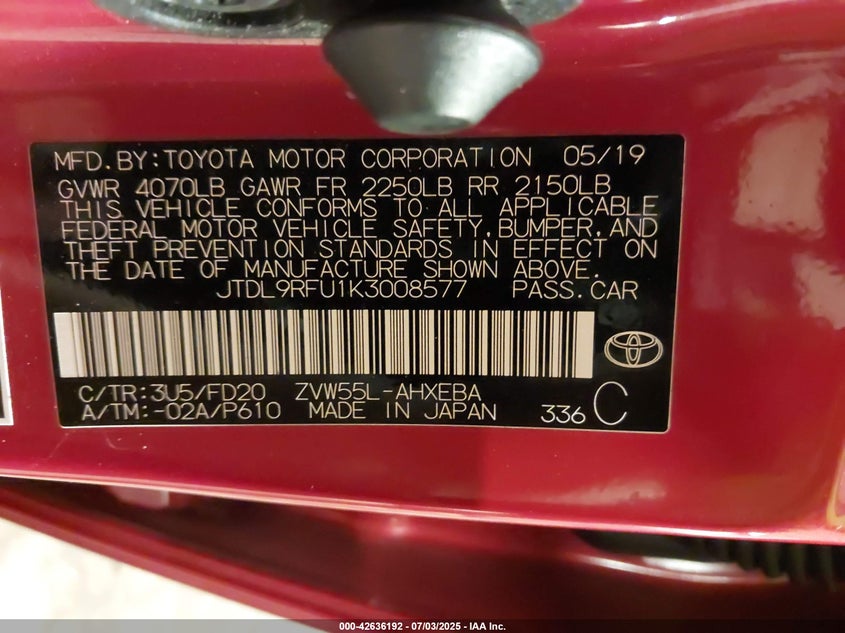 MFD.BY:TOYOTA MOTOR CORPORATION 05/19
GVWR 4070LB GAWR FR 2250LB RR 2150LB
THIS VEHICLE CONFORMS TO ALL APPLICABLE
FEDERAL MOTOR VEHICLE SAFETY,BUMPER,AND
THEFT PREVENTION STANDARDS IN EFFECT ON
THE DATE OF MANUFACTURE SHOWN ABOVE.
JTDL9RFU1K3008577 PASS.CAR
C/TR:3U5/FD20 ZVW55L-AHXEBA
A/TM:-02A/P610 MADE IN JAPAN 336 C
000-42636192 - 07/03/2025 - IAA Inc.